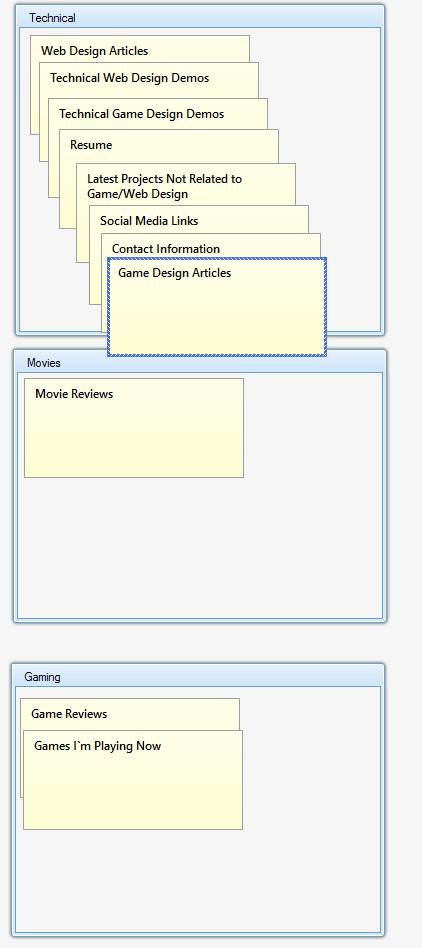 Technical
Web Design Articles
Technical Web Design Demos
Technical Game Design Demos
Resume
Latest Projects Not Related to
Game/Web Design
Social Media Links
Contact Information
Game Design Articles
Movies
Movie Reviews
Gaming
Game Reviews
Games I`m Playing Now